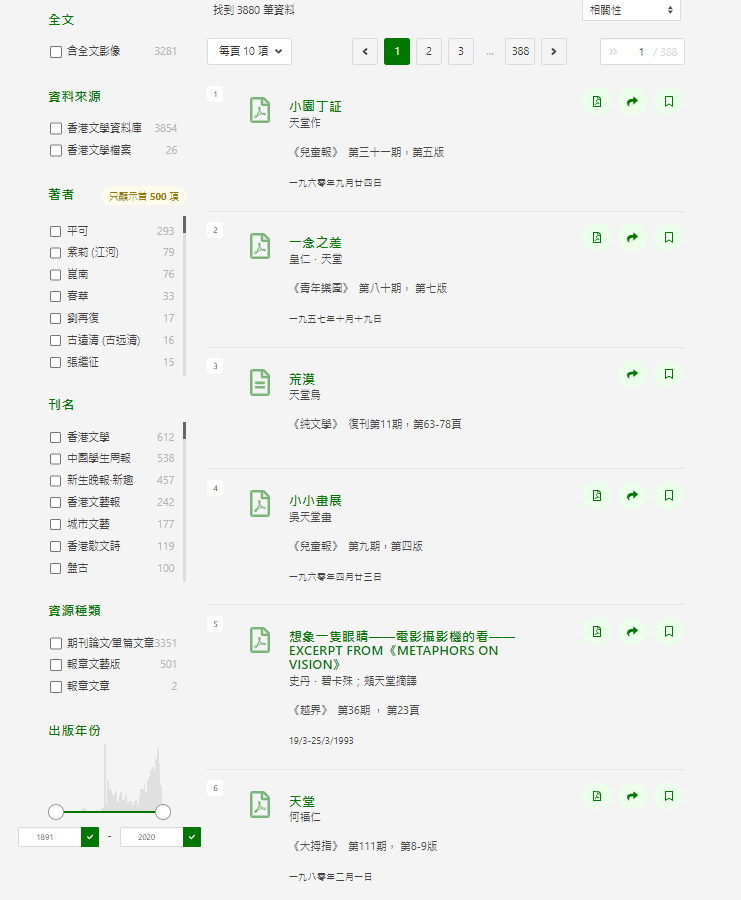 全文
含全文影像 3281
資料來源
香港文學資料庫 3854
香港文學檔案 26
著者 只顯示首 500 項
平可 293
紫莉 (江河) 79
崑南 76
春華 33
劉再復 17
古遠清 (古远清) 16
張繼征 15
刊名
香港文學 612
中國學生周報 538
新生晚報‧新趣 457
香港文藝報 242
城市文藝 177
香港散文詩 119
盤古 100
資源種類
期刊論文/單篇文章 3351
報章文藝版 501
報章文章 2
出版年份
1891 - 2020
找到 3880 筆資料
相關性
每頁 10 項
1 2 3 ... 388
1 / 388
1
小園丁証
天堂作
《兒童報》 第三十一期，第五版
一九六零年九月廿四日
2
一念之差
皇仁．天堂
《青年樂園》 第八十期， 第七版
一九五七年十月十九日
3
荒漠
天堂鳥
《純文學》 復刊第11期，第63-78頁
4
小小畫展
吳天堂畫
《兒童報》 第九期，第四版
一九六零年四月廿三日
5
想象一隻眼睛——電影攝影機的看——
EXCERPT FROM《METAPHORS ON
VISION》
史丹．碧卡殊；頰天堂摘譯
《越界》 第36期 ， 第23頁
19/3-25/3/1993
6
天堂
何福仁
《大拇指》 第111期， 第8-9版
一九八零年二月一日